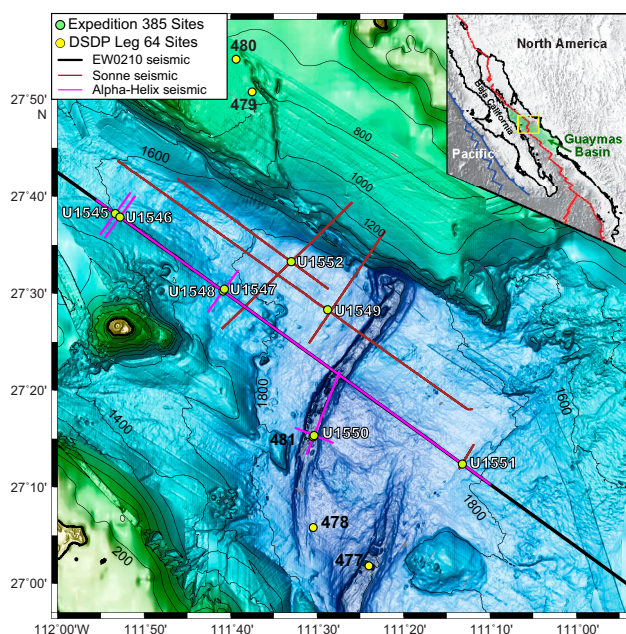 Expedition 385 Sites
DSDP Leg 64 Sites
EW0210 seismic
Sonne seismic
Alpha-Helix seismic
480
479
North America
Baja California
Guaymas
Basin
Pacific
27°50'
N
27°40'
27°30'
27°20'
27°10'
27°00'
800
1600
1000
1200
U1545
U1546
U1552
U1548
U1547
U1549
1800
1400
1600
481
U1550
U1551
1800
478
477
200
112°00'W
111°50'
111°40'
111°30'
111°20'
111°10'
111°00'